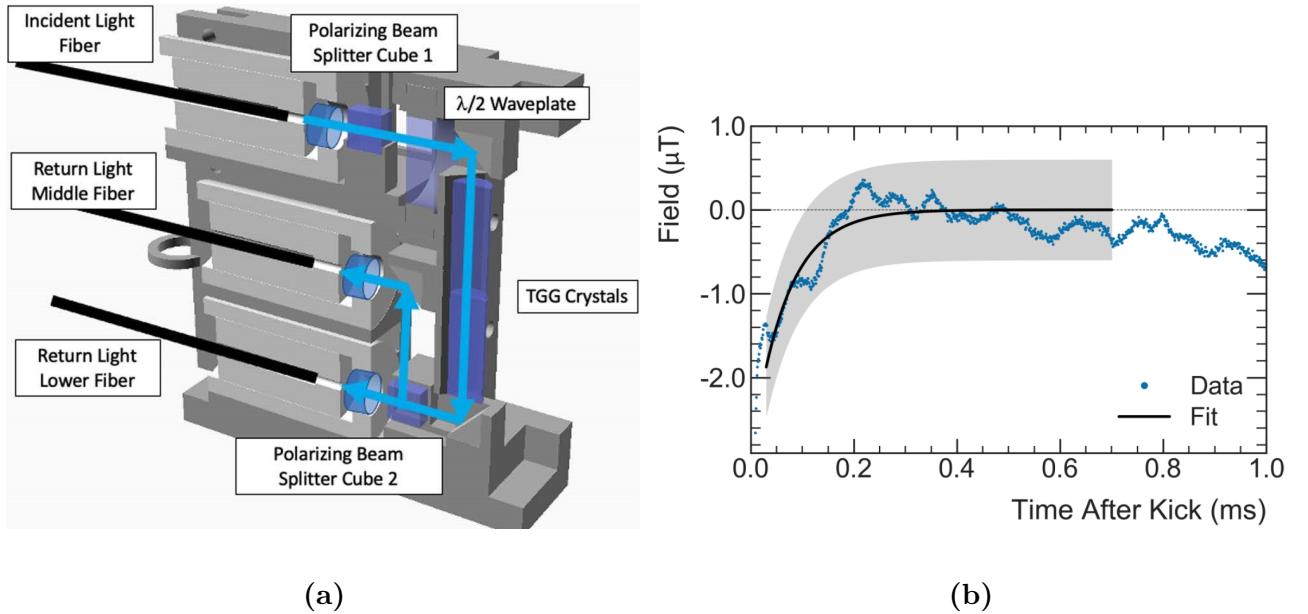 Incident Light
Fiber
Polarizing Beam
Splitter Cube 1
λ/2 Waveplate
Return Light
Middle Fiber
TGG Crystals
Return Light
Lower Fiber
Polarizing Beam
Splitter Cube 2
(a)
Field (μT)
1.0
0.0
-1.0
-2.0
Data
Fit
0.0 0.2 0.4 0.6 0.8 1.0
Time After Kick (ms)
(b)